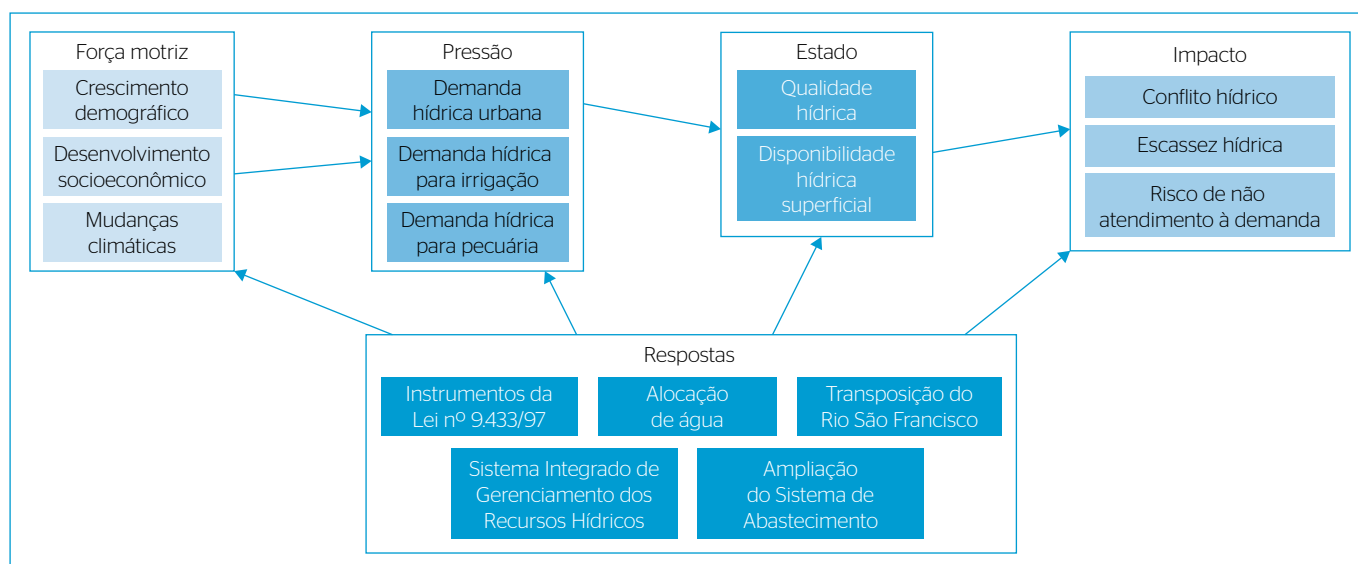 Força motriz
Crescimento
demográfico
Desenvolvimento
socioeconômico
Mudanças
climáticas
Pressão
Demanda
hídrica urbana
Demanda hídrica
para irrigação
Demanda hídrica
para pecuária
Estado
Qualidade
hídrica
Disponibilidade
hídrica
superficial
Impacto
Conflito hídrico
Escassez hídrica
Risco de não
atendimento à demanda
Respostas
Instrumentos da
Lei nº 9.433/97
Alocação
de água
Transposição do
Rio São Francisco
Sistema Integrado de
Gerenciamento dos
Recursos Hídricos
Ampliação
do Sistema de
Abastecimento